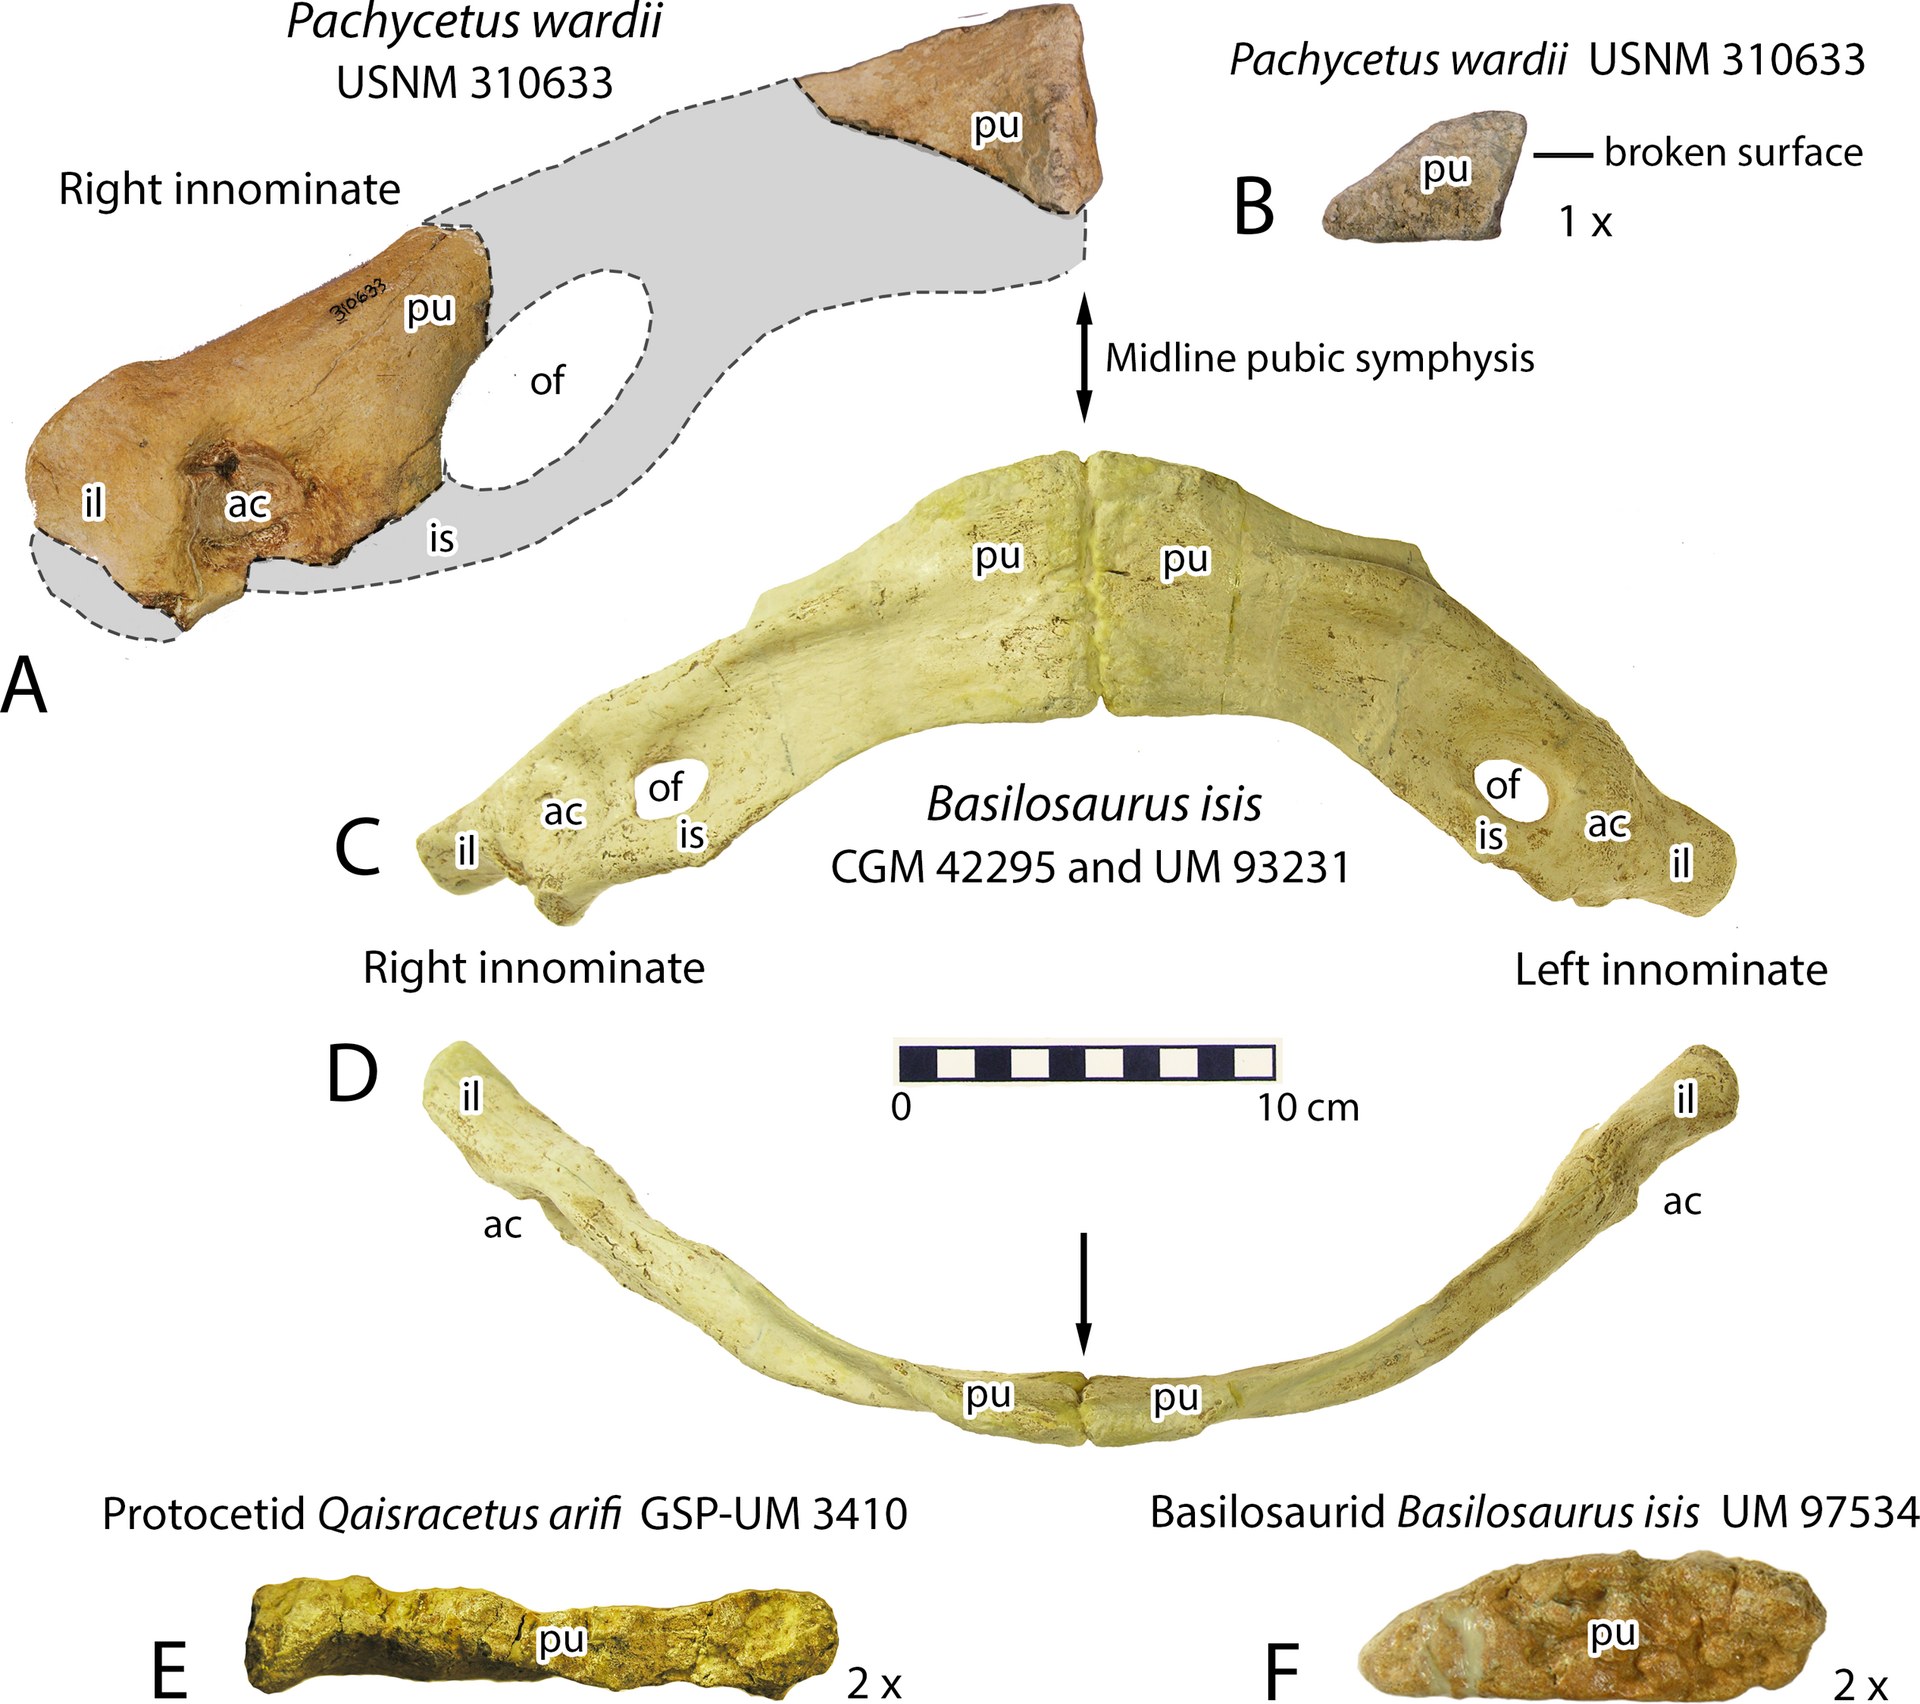 Pachycetus wardii
USNM 310633
Right innominate
pu
Pachycetus wardii USNM 310633
pu
broken surface
B
1 x
310633
pu
of
Midline pubic symphysis
il
ac
is
A
pu
pu
of
ac
is
il
C
Basilosaurus isis
CGM 42295 and UM 93231
of
is
ac
il
Right innominate
Left innominate
D
il
ac
0
10 cm
il
ac
pu
pu
Protocetid Qaisracetus arifi GSP-UM 3410
Basilosaurid Basilosaurus isis UM 97534
E
pu
2 x
F
pu
2 x